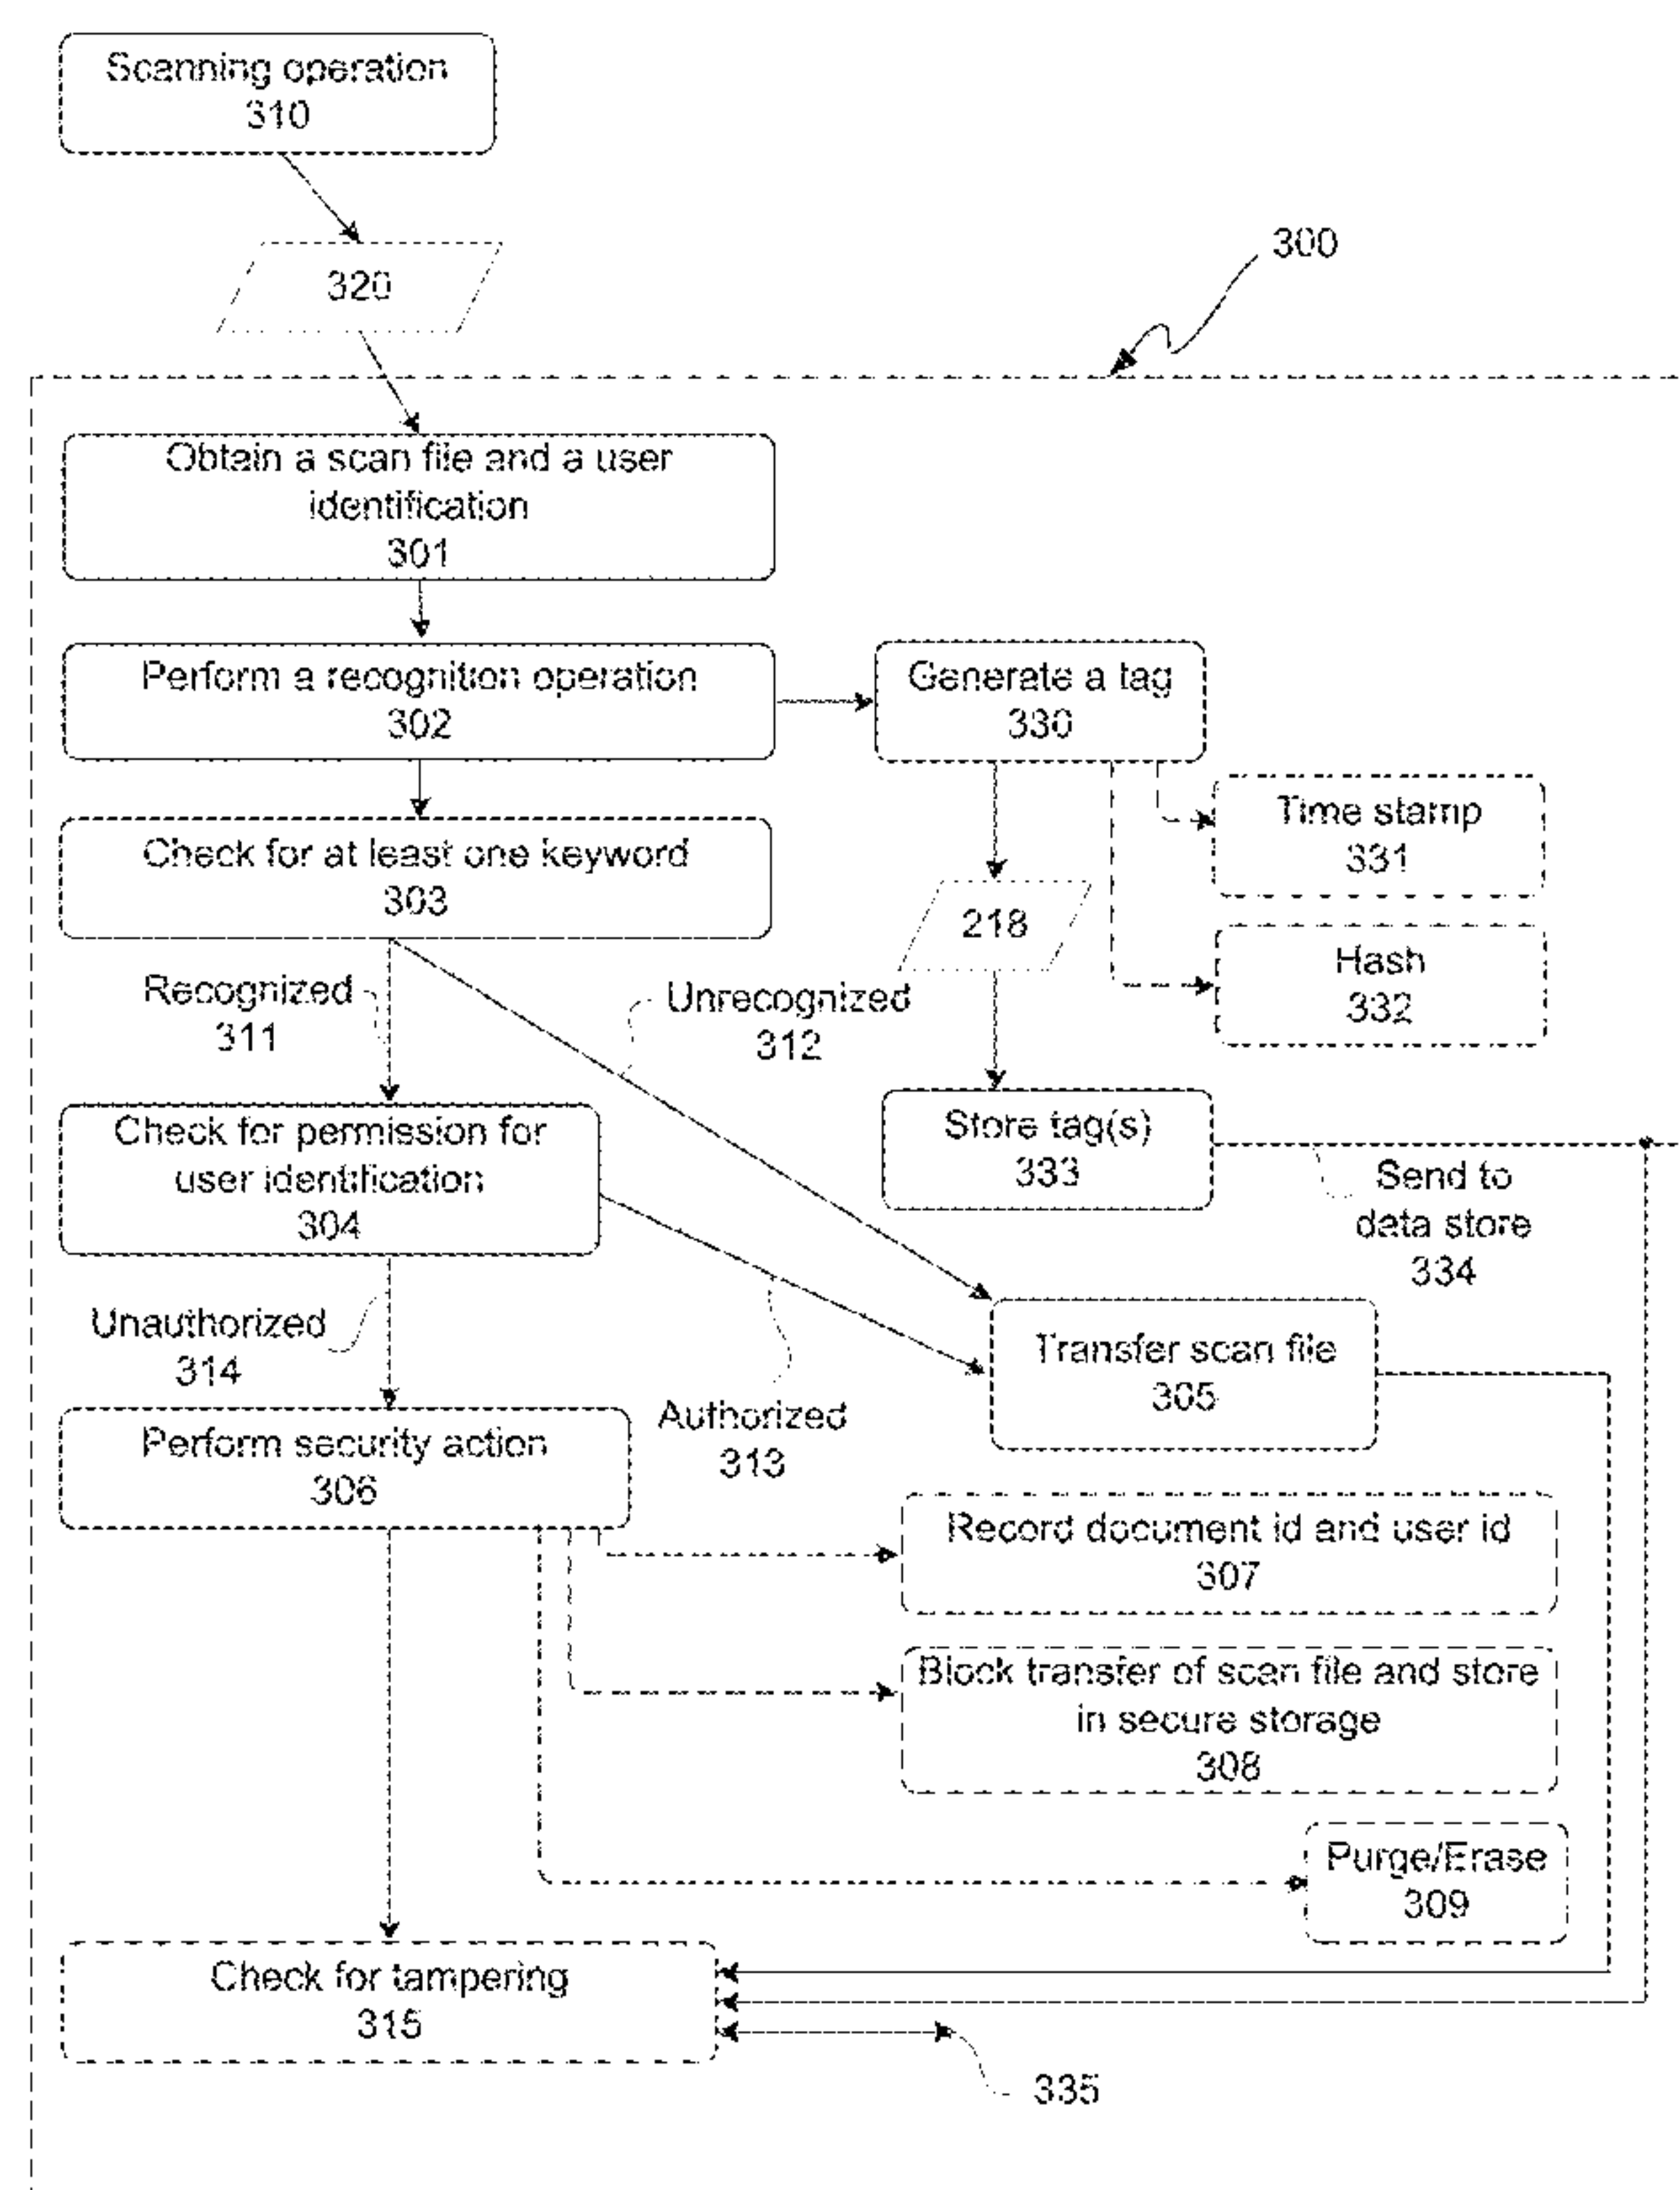 Scanning operation
310
320
300
Obtain a scan file and a user
identification
301
Perform a recognition operation
302
Generate a tag
330
Time stamp
331
Check for at least one keyword
303
218
Hash
332
Recognized
311
Unrecognized
312
Store tag(s)
333
Check for permission for
user identification
304
Send to
data store
334
Unauthorized
314
Transfer scan file
305
Authorized
313
Perform security action
306
Record document id and user id
307
Block transfer of scan file and store
in secure storage
308
Purge/Erase
309
Check for tampering
315
335